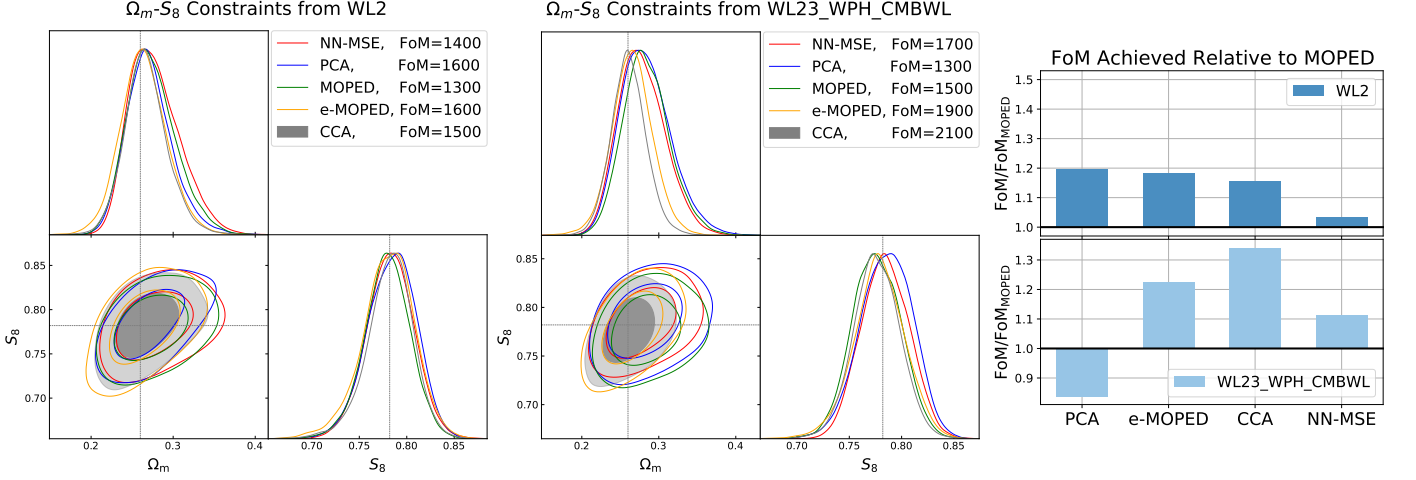 Ωm-S8 Constraints from WL2
NN-MSE, FoM=1400
PCA, FoM=1600
MOPED, FoM=1300
e-MOPED, FoM=1600
CCA, FoM=1500
0.85
0.80
0.75
0.70
S8
0.2 0.3 0.4
Ωm
0.70 0.75 0.80 0.85
S8
Ωm-S8 Constraints from WL23_WPH_CMBWL
NN-MSE, FoM=1700
PCA, FoM=1300
MOPED, FoM=1500
e-MOPED, FoM=1900
CCA, FoM=2100
0.85
0.80
0.75
0.70
S8
0.2 0.3 0.4
Ωm
0.70 0.75 0.80 0.85
S8
FoM Achieved Relative to MOPED
WL2
1.5
1.4
1.3
1.2
1.1
1.0
FoM/FoMMOPED
1.3
1.2
1.1
1.0
0.9
FoM/FoMMOPED
WL23_WPH_CMBWL
PCA e-MOPED CCA NN-MSE